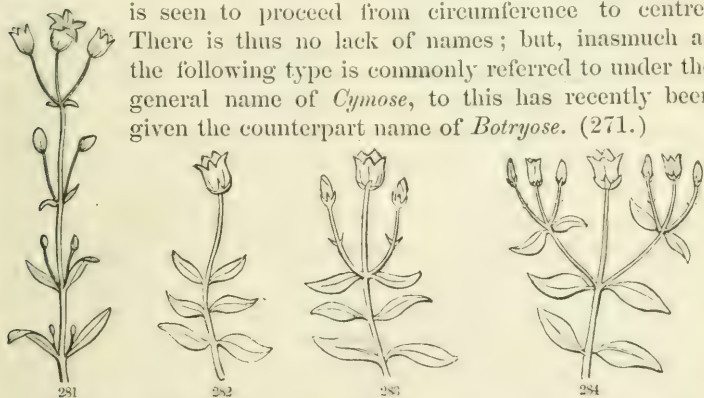 is seen to proceed from circumference to centre
There is thus no lack of names; but, inasmuch a
the following type is commonly referred to under the
general name of Cymose, to this has recently been
given the counterpart name of Botryose. (271.)
281 282 283 284